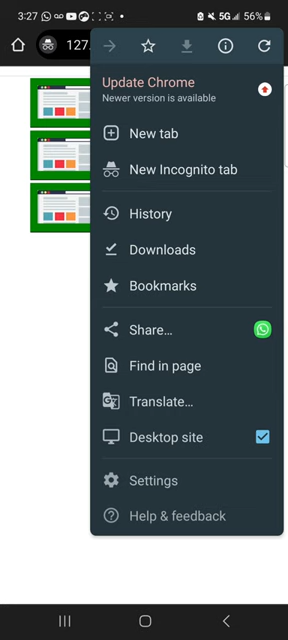 3:27
5G
56%
127.
Update Chrome
Newer version is available
New tab
New Incognito tab
History
Downloads
Bookmarks
Share...
Find in page
Translate...
Desktop site
Settings
Help & feedback